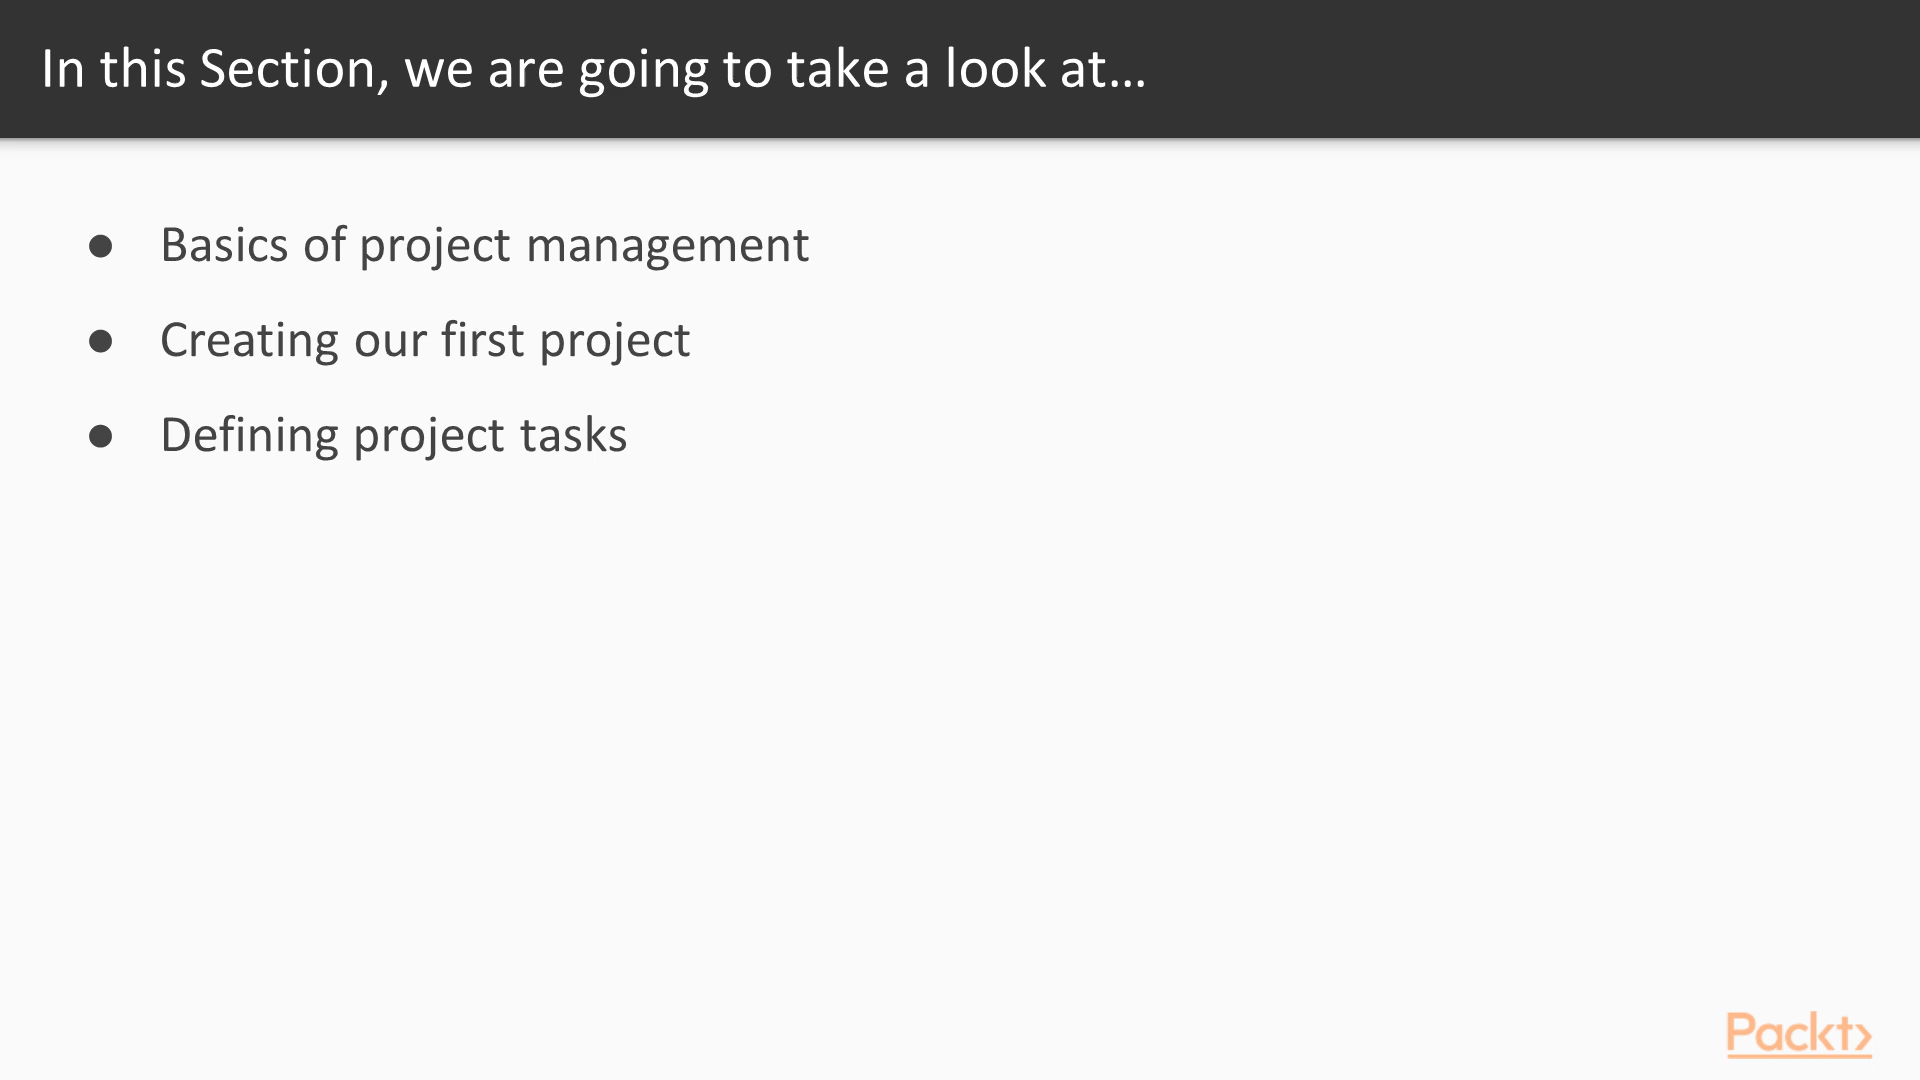 In this Section, we are going to take a look at...
● Basics of project management
● Creating our first project
● Defining project tasks
Packt>